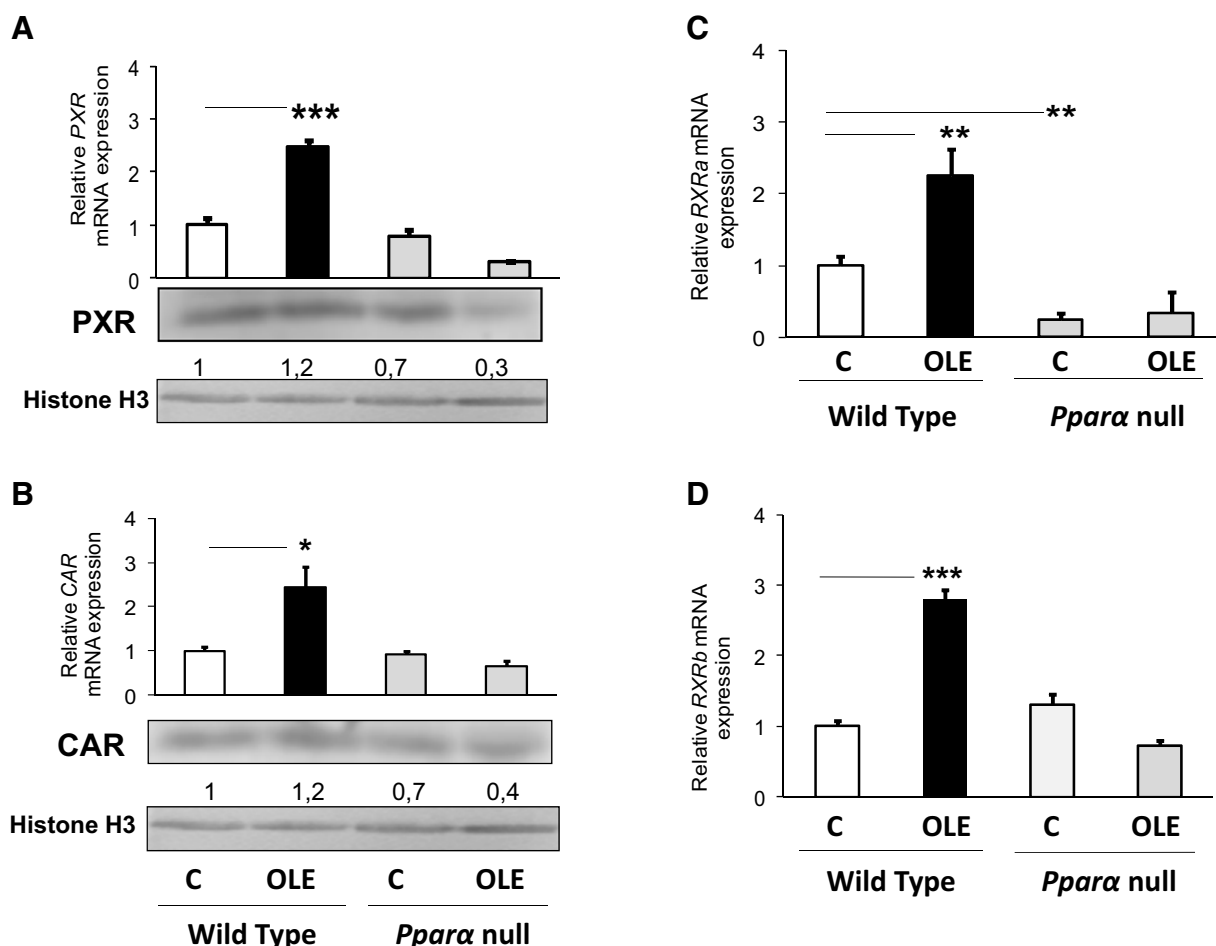 A
Relative PXR
mRNA expression
4
3
2
1
0
***
PXR
1 1,2 0,7 0,3
Histone H3
B
Relative CAR
mRNA expression
4
3
2
1
0
*
CAR
1 1,2 0,7 0,4
Histone H3
C OLE C OLE
Wild Type Pparα null
C
Relative RXRa mRNA
expression
4
3
2
1
0
**
**
C OLE C OLE
Wild Type Pparα null
D
Relative RXRb mRNA
expression
4
3
2
1
0
***
C OLE C OLE
Wild Type Pparα null